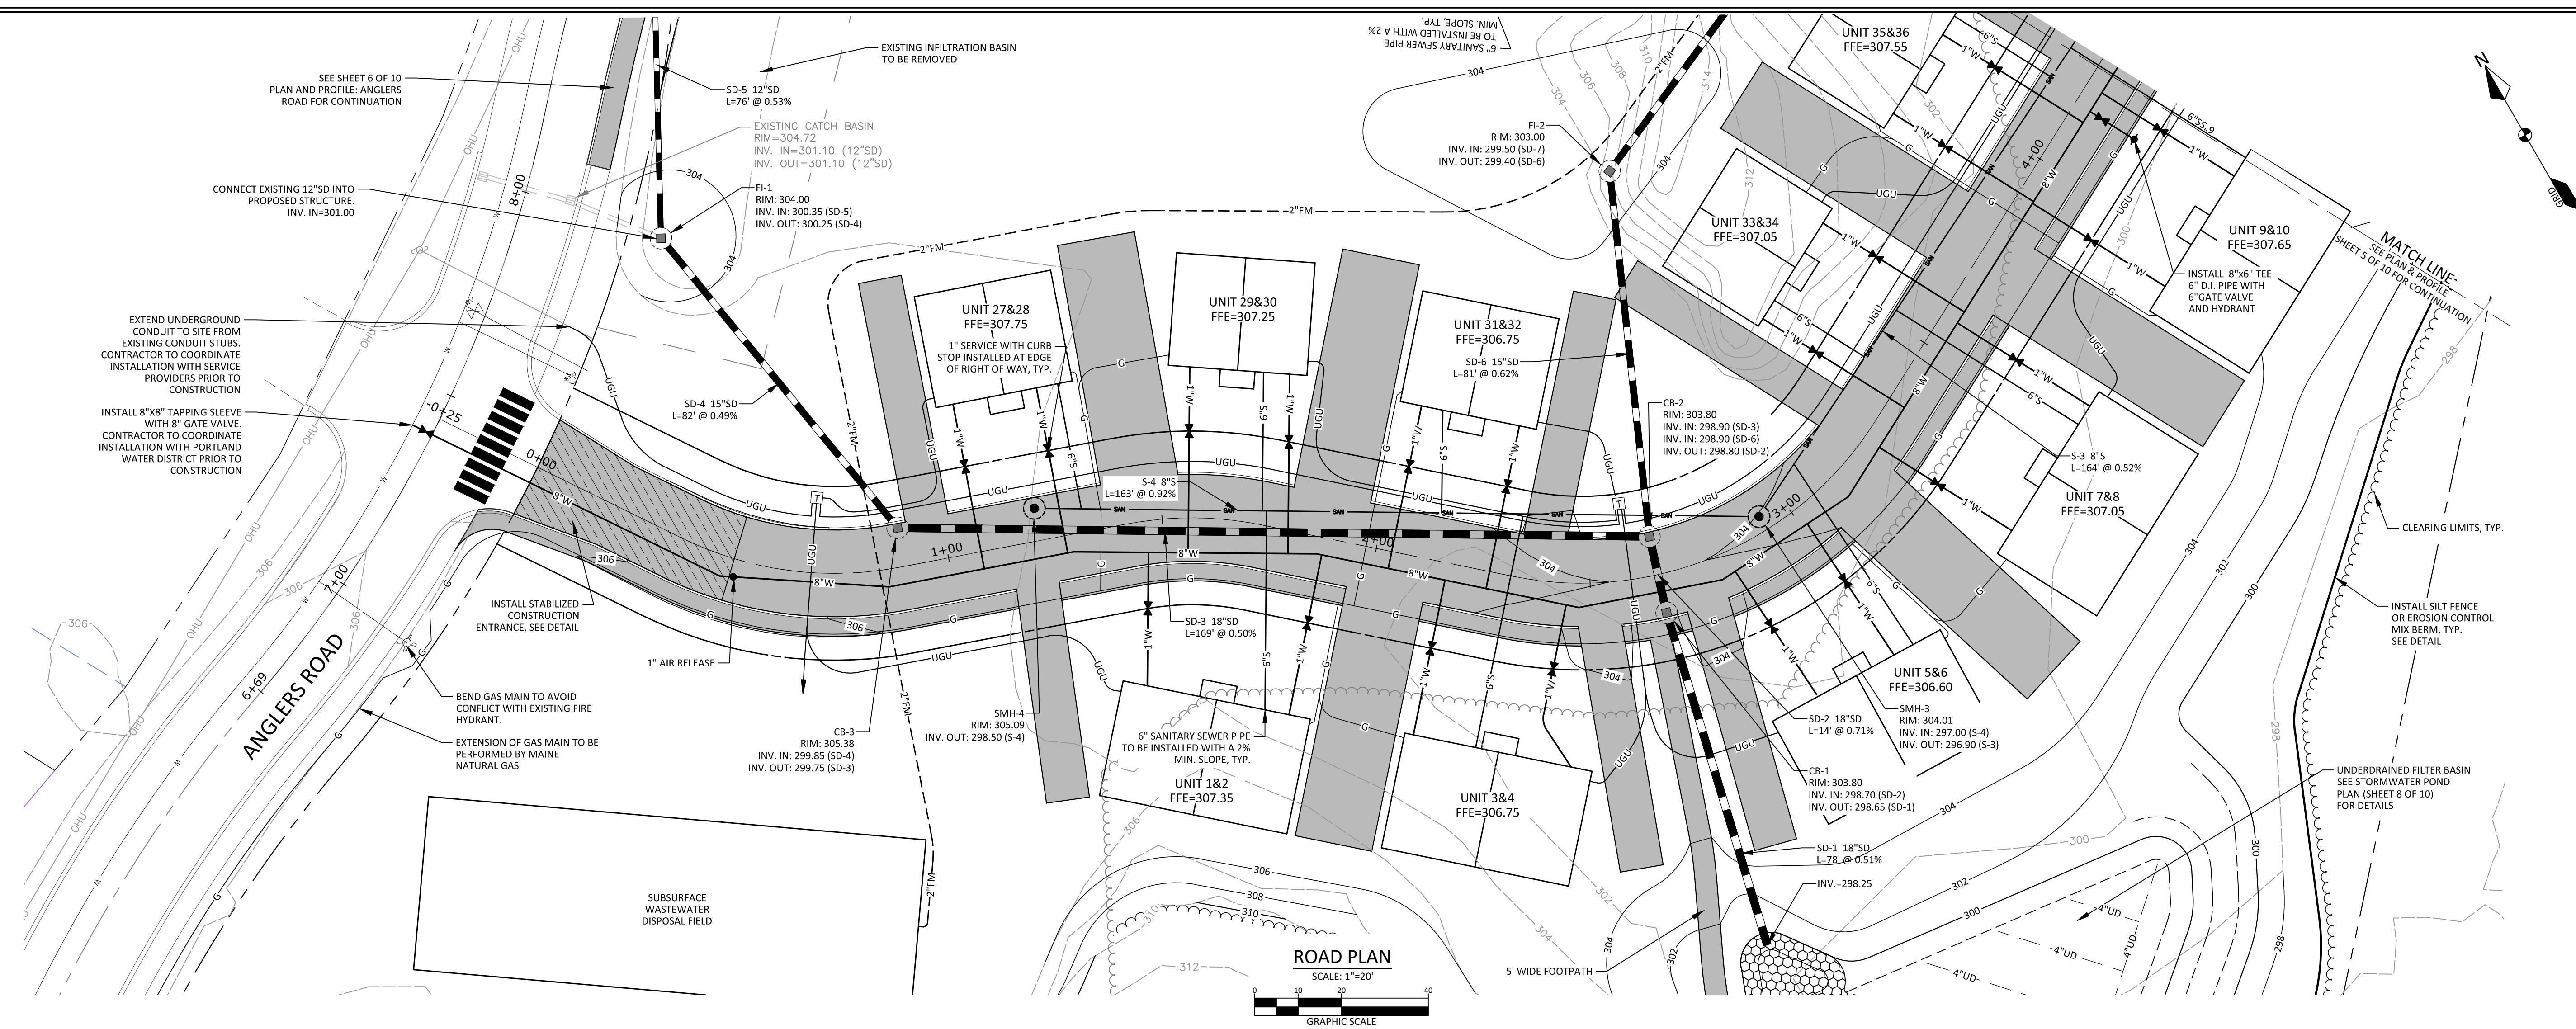 SEE SHEET 6 OF 10
PLAN AND PROFILE: ANGLERS
ROAD FOR CONTINUATION
CONNECT EXISTING 12"SD INTO
PROPOSED STRUCTURE.
INV. IN=301.00
EXTEND UNDERGROUND
CONDUIT TO SITE FROM
EXISTING CONDUIT STUBS.
CONTRACTOR TO COORDINATE
INSTALLATION WITH SERVICE
PROVIDERS PRIOR TO
CONSTRUCTION
INSTALL 8"X8" TAPPING SLEEVE
WITH 8" GATE VALVE.
CONTRACTOR TO COORDINATE
INSTALLATION WITH PORTLAND
WATER DISTRICT PRIOR TO
CONSTRUCTION
EXISTING INFILTRATION BASIN
TO BE REMOVED
SD-5 12"SD
L=76' @ 0.53%
EXISTING CATCH BASIN
RIM=304.72
INV. IN=301.10 (12"SD)
INV. OUT=301.10 (12"SD)
FI-1
RIM: 304.00
INV. IN: 300.35 (SD-5)
INV. OUT: 300.25 (SD-4)
SD-4 15"SD
L=82' @ 0.49%
6" SANITARY SEWER PIPE
TO BE INSTALLED WITH A 2%
MIN. SLOPE, TYP.
FI-2
RIM: 303.00
INV. IN: 299.50 (SD-7)
INV. OUT: 299.40 (SD-6)
UNIT 35&36
FFE=307.55
UNIT 33&34
FFE=307.05
UNIT 9&10
FFE=307.65
INSTALL 8"x6" TEE
6" D.I. PIPE WITH
6"GATE VALVE
AND HYDRANT
MATCH LINE-
SEE PLAN & PROFILE
SHEET 5 OF 10 FOR CONTINUATION
N
GRID
UNIT 27&28
FFE=307.75
1" SERVICE WITH CURB
STOP INSTALLED AT EDGE
OF RIGHT OF WAY, TYP.
UNIT 29&30
FFE=307.25
UNIT 31&32
FFE=306.75
SD-6 15"SD
L=81' @ 0.62%
CB-2
RIM: 303.80
INV. IN: 298.90 (SD-3)
INV. IN: 298.90 (SD-6)
INV. OUT: 298.80 (SD-2)
S-4 8"S
L=163' @ 0.92%
S-3 8"S
L=164' @ 0.52%
UNIT 7&8
FFE=307.05
CLEARING LIMITS, TYP.
INSTALL SILT FENCE
OR EROSION CONTROL
MIX BERM, TYP.
SEE DETAIL
UNDERDRAINED FILTER BASIN
SEE STORMWATER POND
PLAN (SHEET 8 OF 10)
FOR DETAILS
8+00
-0+25
0+00
1+00
2+00
3+00
4+00
7+00
6+69
ANGLERS ROAD
INSTALL STABILIZED
CONSTRUCTION
ENTRANCE, SEE DETAIL
1" AIR RELEASE
BEND GAS MAIN TO AVOID
CONFLICT WITH EXISTING FIRE
HYDRANT.
EXTENSION OF GAS MAIN TO BE
PERFORMED BY MAINE
NATURAL GAS
CB-3
RIM: 305.38
INV. IN: 299.85 (SD-4)
INV. OUT: 299.75 (SD-3)
SMH-4
RIM: 305.09
INV. OUT: 298.50 (S-4)
SD-3 18"SD
L=169' @ 0.50%
6" SANITARY SEWER PIPE
TO BE INSTALLED WITH A 2%
MIN. SLOPE, TYP.
UNIT 1&2
FFE=307.35
UNIT 3&4
FFE=306.75
UNIT 5&6
FFE=306.60
SMH-3
RIM: 304.01
INV. IN: 297.00 (S-4)
INV. OUT: 296.90 (S-3)
SD-2 18"SD
L=14' @ 0.71%
CB-1
RIM: 303.80
INV. IN: 298.70 (SD-2)
INV. OUT: 298.65 (SD-1)
SD-1 18"SD
L=78' @ 0.51%
INV.=298.25
SUBSURFACE
WASTEWATER
DISPOSAL FIELD
5' WIDE FOOTPATH
ROAD PLAN
SCALE: 1"=20'
0 10 20 40
GRAPHIC SCALE